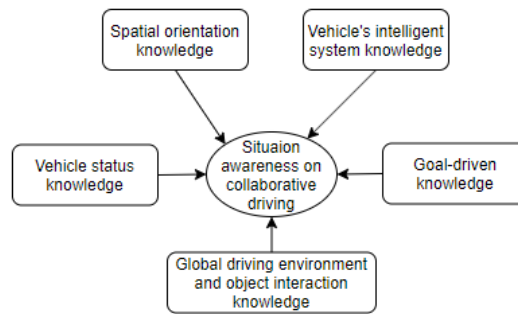 Spatial orientation
knowledge
Vehicle's intelligent
system knowledge
Vehicle status
knowledge
Situaion
awareness on
collaborative
driving
Goal-driven
knowledge
Global driving environment
and object interaction
knowledge